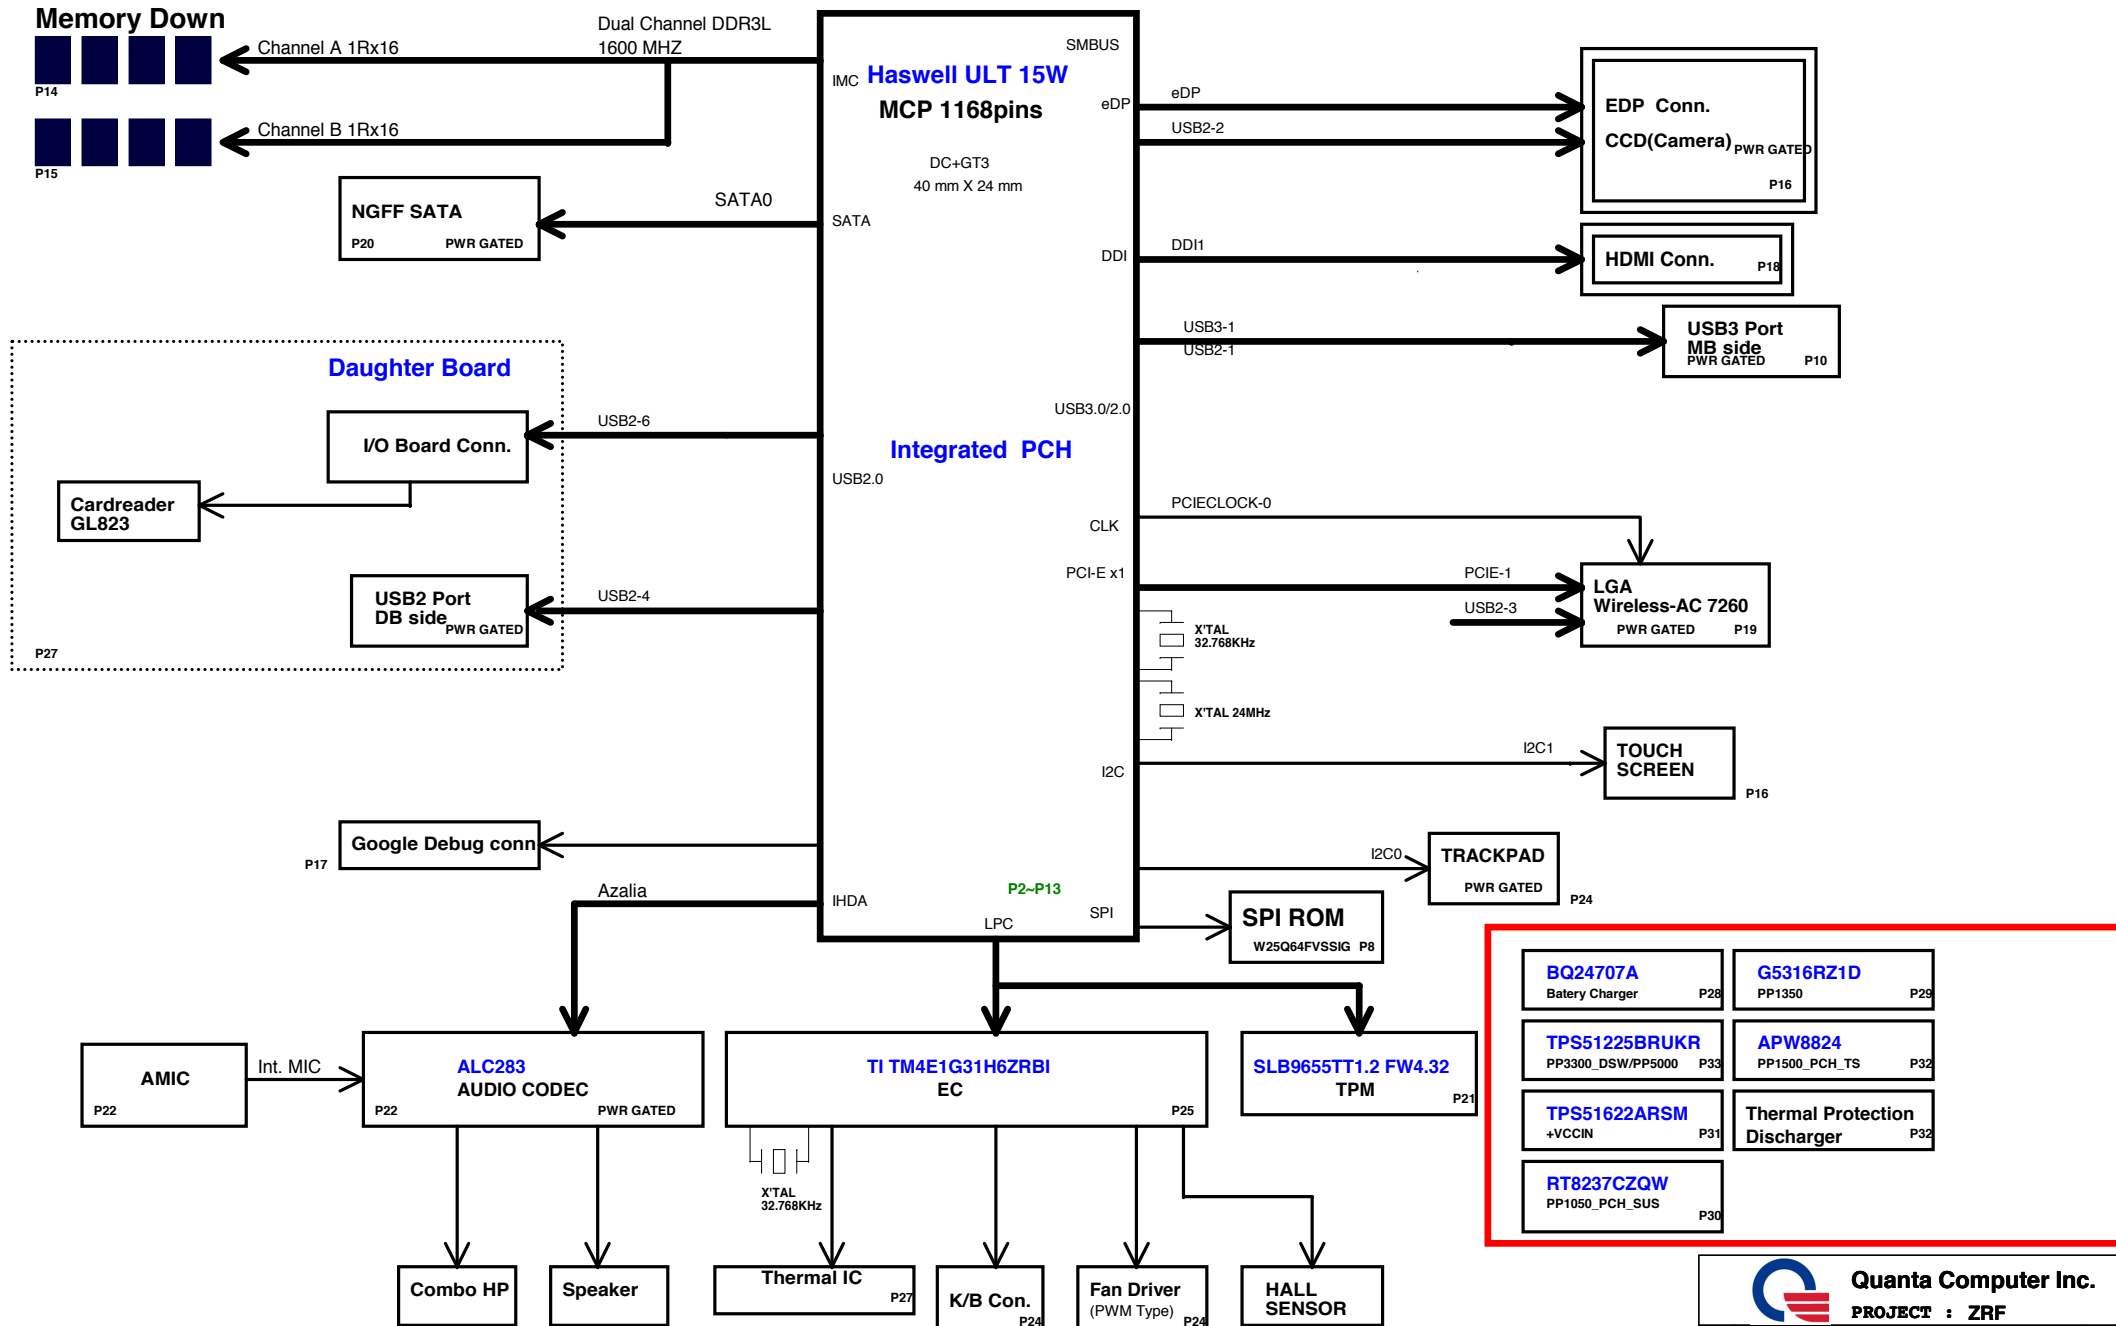 Memory Down
P14
P15
Channel A 1Rx16
Channel B 1Rx16
Dual Channel DDR3L
1600 MHZ
IMC
SMBUS
Haswell ULT 15W
MCP 1168pins
DC+GT3
40 mm X 24 mm
eDP
eDP
USB2-2
EDP Conn.
CCD(Camera)
PWR GATED
P16
NGFF SATA
P20
PWR GATED
SATA0
SATA
DDI
DDI1
HDMI Conn.
P18
USB3-1
USB2-1
USB3 Port
MB side
PWR GATED
P10
Daughter Board
I/O Board Conn.
USB2-6
Cardreader
GL823
USB2 Port
DB side
PWR GATED
USB2-4
P27
USB2.0
USB3.0/2.0
Integrated PCH
CLK
PCIECLOCK-0
PCI-E x1
PCIE-1
USB2-3
LGA
Wireless-AC 7260
PWR GATED
P19
X'TAL
32.768KHz
X'TAL 24MHz
I2C
I2C1
TOUCH
SCREEN
P16
Google Debug conn
P17
I2C0
TRACKPAD
PWR GATED
P24
Azalia
IHDA
P2~P13
LPC
SPI
SPI ROM
W25Q64FVSSIG P8
AMIC
P22
Int. MIC
ALC283
AUDIO CODEC
P22
PWR GATED
TI TM4E1G31H6ZRBI
EC
P25
SLB9655TT1.2 FW4.32
TPM
P21
X'TAL
32.768KHz
Combo HP
Speaker
Thermal IC
P27
K/B Con.
P24
Fan Driver
(PWM Type)
P24
HALL
SENSOR
BQ24707A
Batery Charger
P28
G5316RZ1D
PP1350
P29
TPS51225BRUKR
PP3300_DSW/PP5000
P33
APW8824
PP1500_PCH_TS
P32
TPS51622ARSM
+VCCIN
P31
Thermal Protection
Discharger
P32
RT8237CZQW
PP1050_PCH_SUS
P30
Quanta Computer Inc.
PROJECT : ZRF